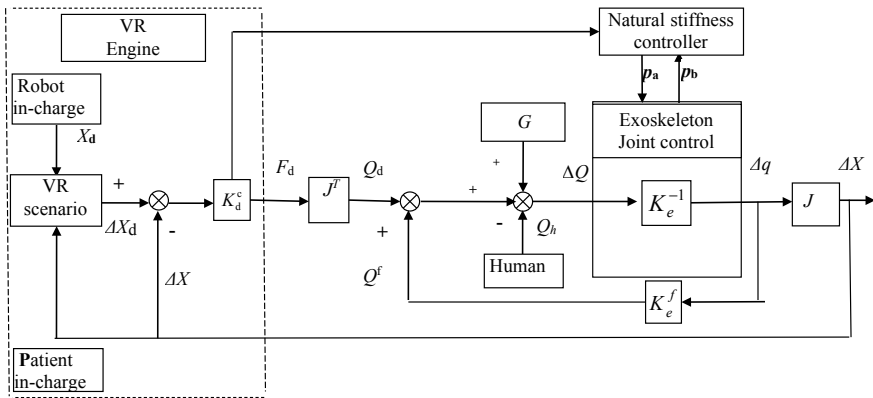 VR
Engine
Natural stiffness
controller
Robot
in-charge
p_a
p_b
X_d
G
Exoskeleton
Joint control
+
VR
scenario
+
ΔX_d
-
K_d^c
F_d
J^T
Q_d
+
+
-
ΔQ
K_e^{-1}
Δq
J
ΔX
Q_h
Human
ΔX
Q^f
K_e^f
Patient
in-charge